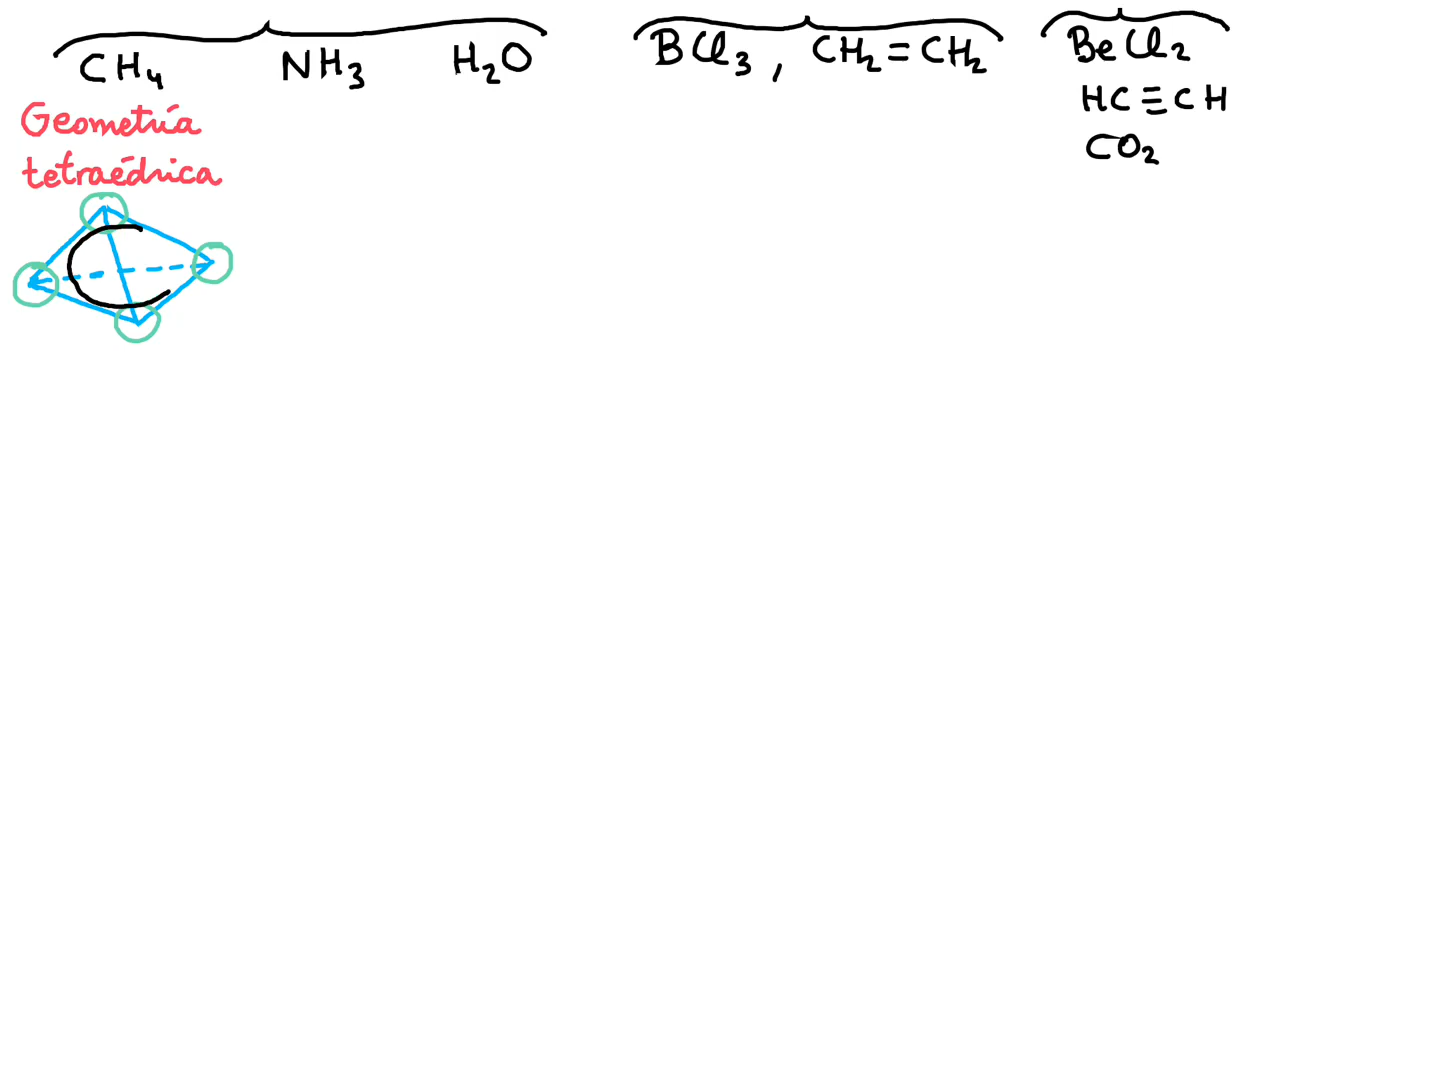 CH₄ NH₃ H₂O BCl₃, CH₂=CH₂ BeCl₂
HC≡CH
CO₂
Geometría
tetraédrica
C